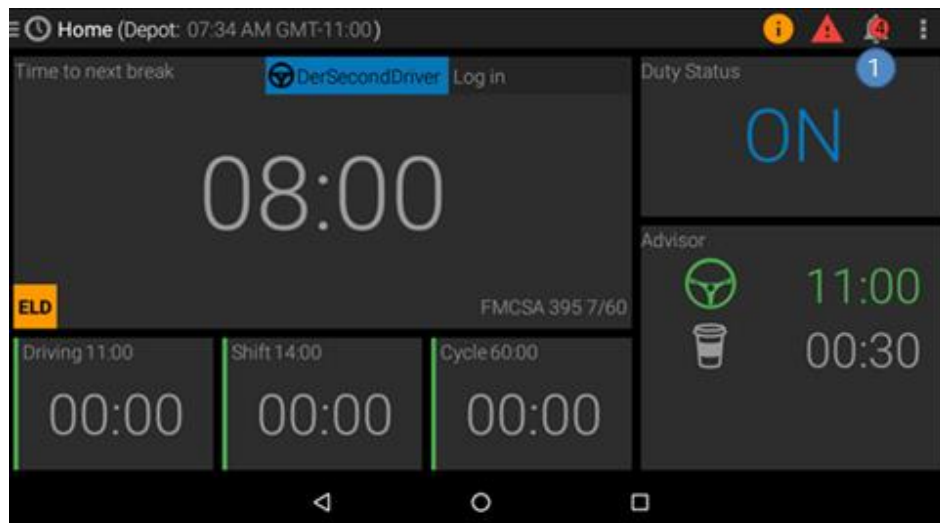 Home (Depot: 07:34 AM GMT-11:00)
i
4
1
Time to next break
DerSecondDriver
Log in
08:00
ELD
FMCSA 395 7/60
Duty Status
ON
Advisor
11:00
00:30
Driving 11:00
00:00
Shift 14:00
00:00
Cycle 60:00
00:00